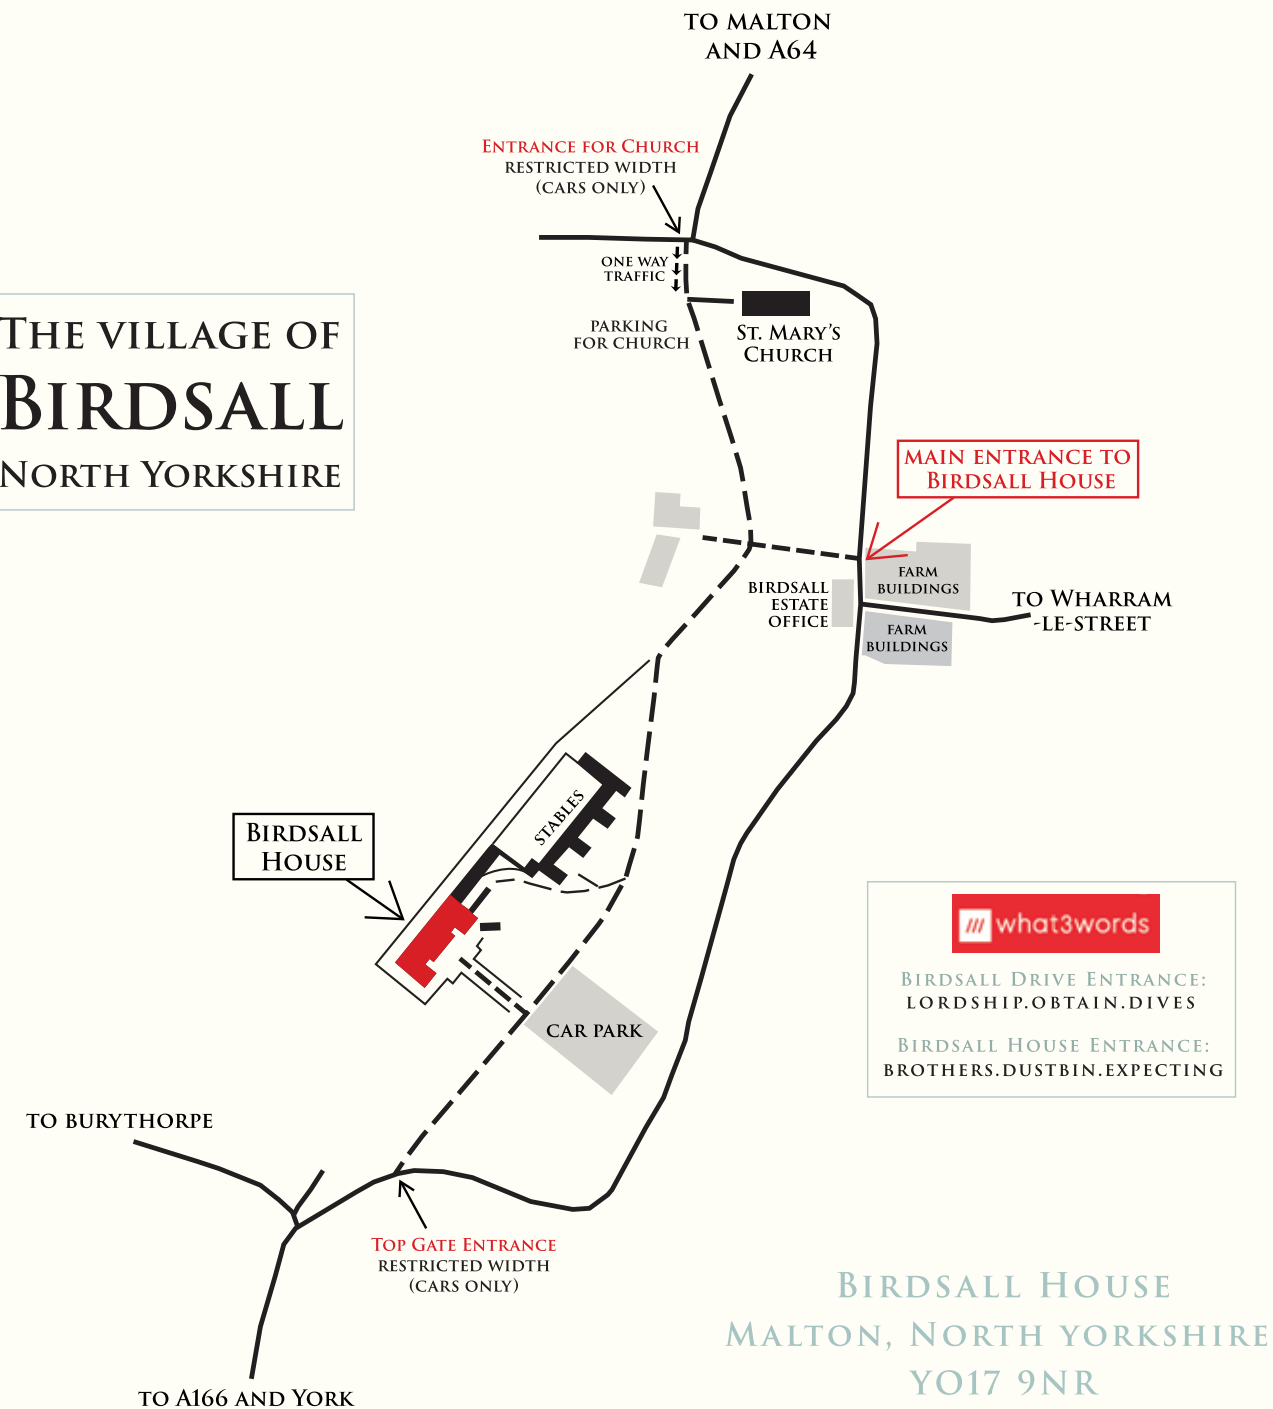 TO MALTON
AND A64
ENTRANCE FOR CHURCH
RESTRICTED WIDTH
(CARS ONLY)
ONE WAY
TRAFFIC
PARKING
FOR CHURCH
ST. MARY'S
CHURCH
THE VILLAGE OF
BIRDSALL
NORTH YORKSHIRE
MAIN ENTRANCE TO
BIRDSALL HOUSE
FARM
BUILDINGS
BIRDSALL
ESTATE
OFFICE
TO WHARRAM
-LE-STREET
FARM
BUILDINGS
STABLES
BIRDSALL
HOUSE
what3words
BIRDSALL DRIVE ENTRANCE:
LORDSHIP.OBTAIN.DIVES
BIRDSALL HOUSE ENTRANCE:
BROTHERS.DUSTBIN.EXPECTING
CAR PARK
TO BURYTHORPE
TOP GATE ENTRANCE
RESTRICTED WIDTH
(CARS ONLY)
TO A166 AND YORK
BIRDSALL HOUSE
MALTON, NORTH YORKSHIRE
YO17 9NR